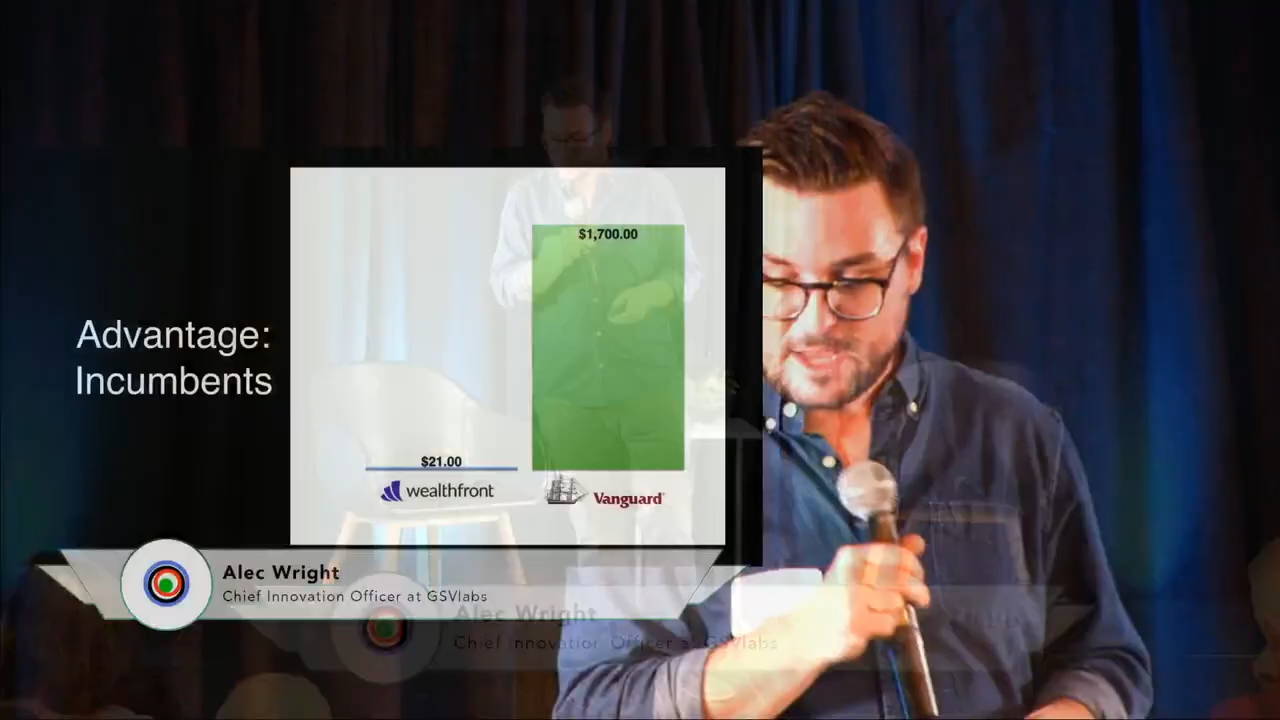 $1,700.00
Advantage:
Incumbents
$21.00
wealthfront
Vanguard
Alec Wright
Chief Innovation Officer at GSVlabs
Alec Wright
Chief Innovation Officer at GSVlabs